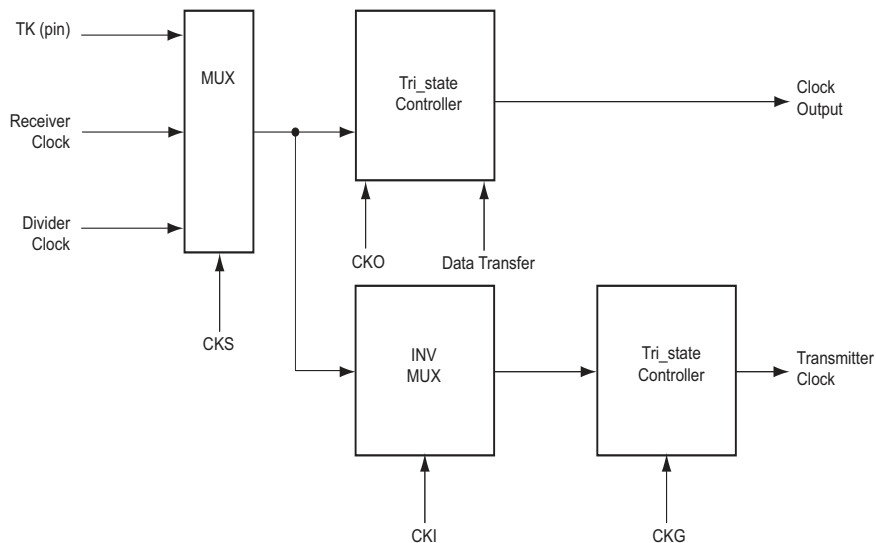 TK (pin)
MUX
Tri_state
Controller
Clock
Output
Receiver
Clock
Divider
Clock
CKO
Data Transfer
CKS
INV
MUX
Tri_state
Controller
Transmitter
Clock
CKI
CKG